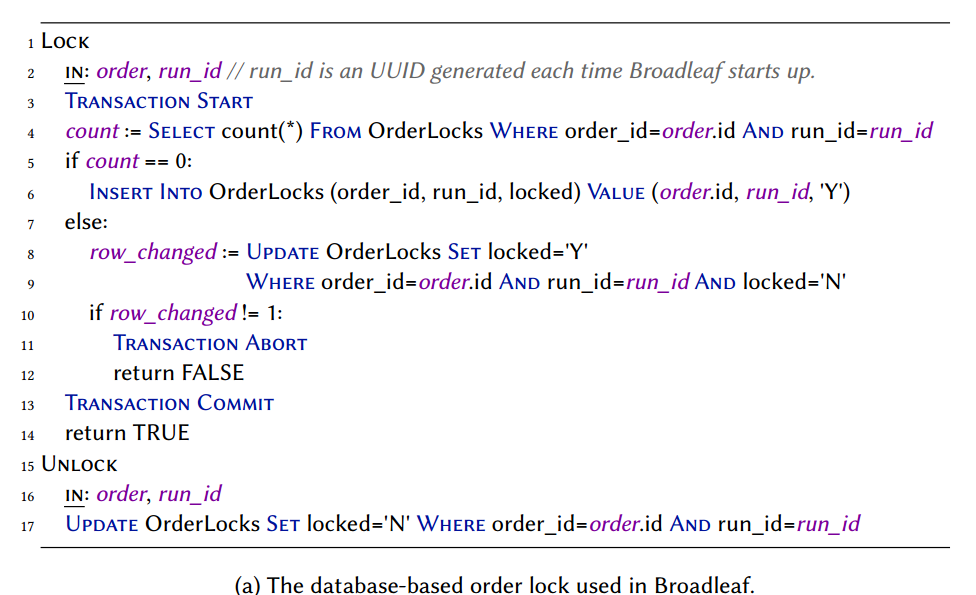 1 Lock
2 IN: order, run_id // run_id is an UUID generated each time Broadleaf starts up.
3 Transaction Start
4 count := Select count(*) From OrderLocks Where order_id=order.id And run_id=run_id
5 if count == 0:
6 Insert Into OrderLocks (order_id, run_id, locked) Value (order.id, run_id, 'Y')
7 else:
8 row_changed := Update OrderLocks Set locked='Y'
9 Where order_id=order.id And run_id=run_id And locked='N'
10 if row_changed != 1:
11 Transaction Abort
12 return FALSE
13 Transaction Commit
14 return TRUE
15 Unlock
16 IN: order, run_id
17 Update OrderLocks Set locked='N' Where order_id=order.id And run_id=run_id
(a) The database-based order lock used in Broadleaf.